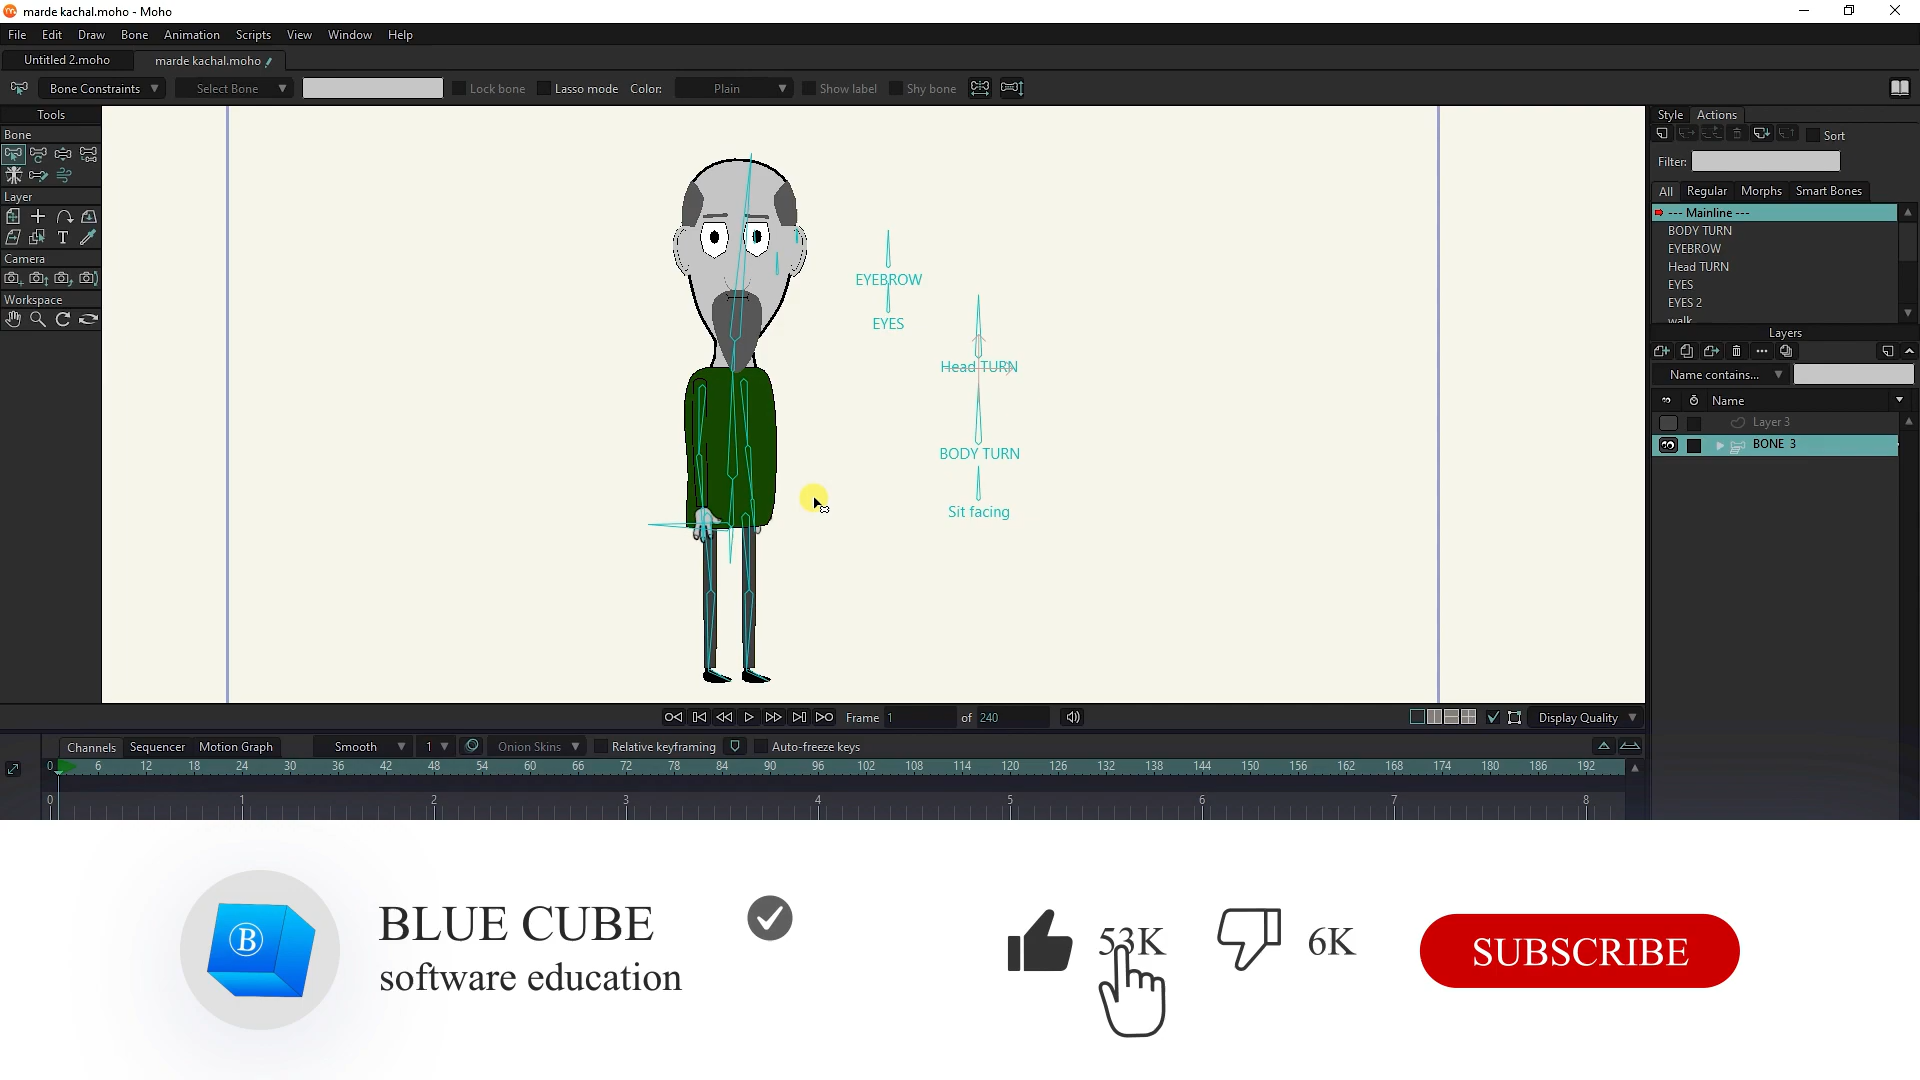 marde kachal.moho - Moho
File Edit Draw Bone Animation Scripts View Window Help
Untitled 2.moho marde kachal.moho
Bone Constraints Select Bone Lock bone Lasso mode Color: Plain Show label Shy bone
Tools
Bone
Layer
Camera
Workspace
EYEBROW
EYES
Head TURN
BODY TURN
Sit facing
Style Actions
Sort
Filter:
All Regular Morphs Smart Bones
--- Mainline ---
BODY TURN
EYEBROW
Head TURN
EYES
EYES 2
walk
Layers
Name contains...
Name
Layer 3
BONE 3
Frame 1 of 240 Display Quality
Channels Sequencer Motion Graph Smooth 1 Onion Skins Relative keyframing Auto-freeze keys
0 6 12 18 24 30 36 42 48 54 60 66 72 78 84 90 96 102 108 114 120 126 132 138 144 150 156 162 168 174 180 186 192
0 1 2 3 4 5 6 7 8
B
BLUE CUBE
software education
53K 6K SUBSCRIBE